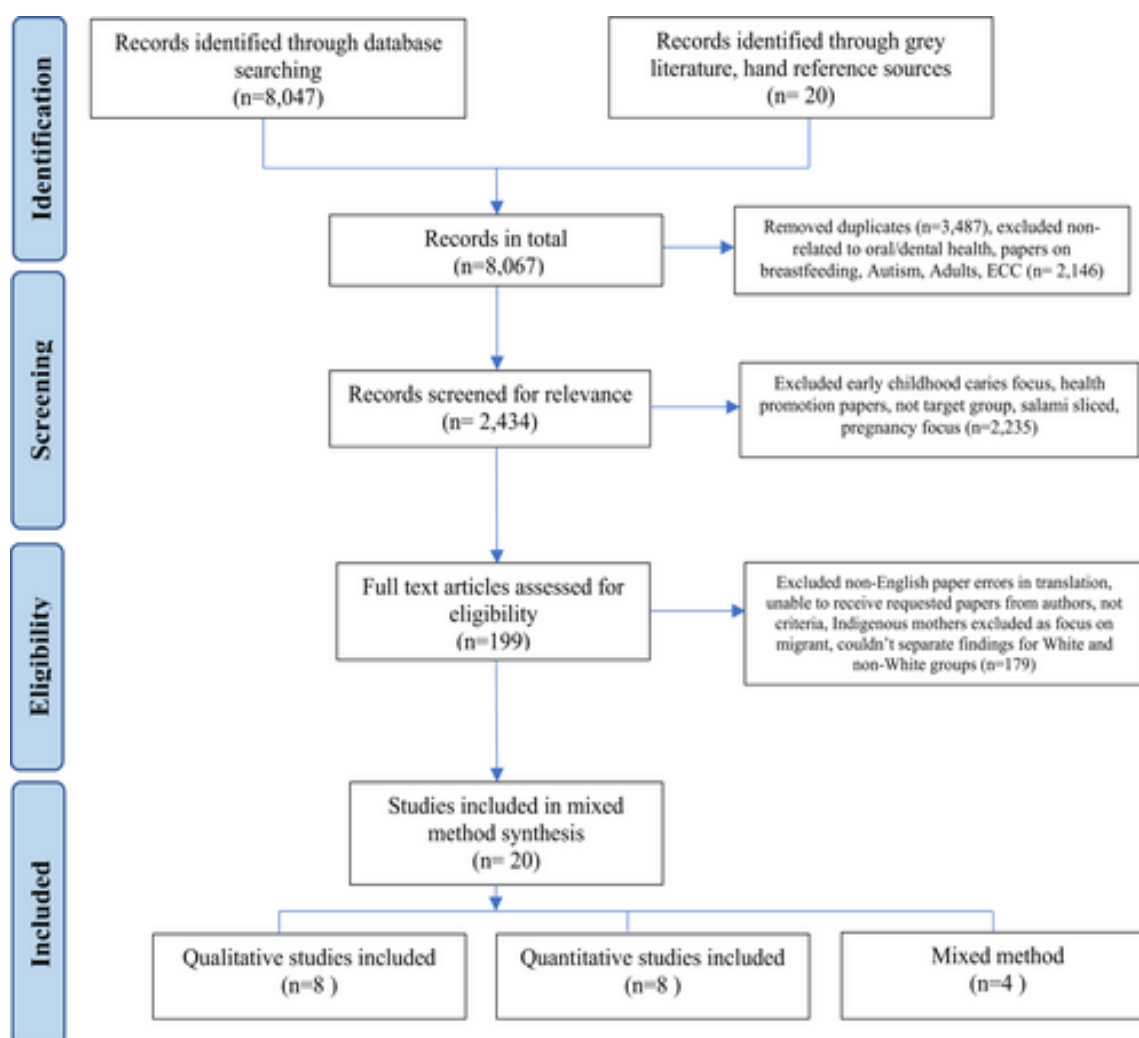 Identification
Records identified through database
searching
(n=8,047)
Records identified through grey
literature, hand reference sources
(n= 20)
Records in total
(n=8,067)
Removed duplicates (n=3,487), excluded non-
related to oral/dental health, papers on
breastfeeding, Autism, Adults, ECC (n= 2,146)
Screening
Records screened for relevance
(n= 2,434)
Excluded early childhood caries focus, health
promotion papers, not target group, salami sliced,
pregnancy focus (n=2,235)
Eligibility
Full text articles assessed for
eligibility
(n=199)
Excluded non-English paper errors in translation,
unable to receive requested papers from authors, not
criteria, Indigenous mothers excluded as focus on
migrant, couldn't separate findings for White and
non-White groups (n=179)
Included
Studies included in mixed
method synthesis
(n= 20)
Qualitative studies included
(n=8 )
Quantitative studies included
(n=8 )
Mixed method
(n=4 )